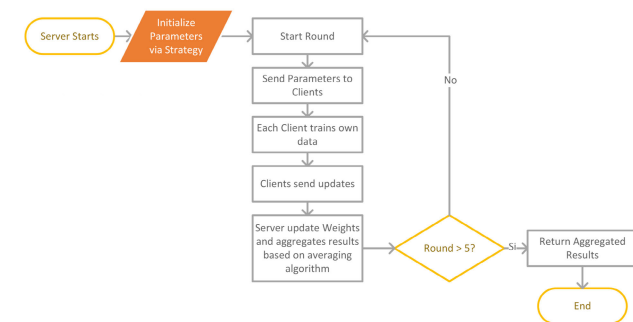 Server Starts
Initialize
Parameters
via Strategy
Start Round
Send Parameters to
Clients
Each Client trains own
data
Clients send updates
Server update Weights
and aggregates results
based on averaging
algorithm
Round > 5?
No
Si
Return Aggregated
Results
End